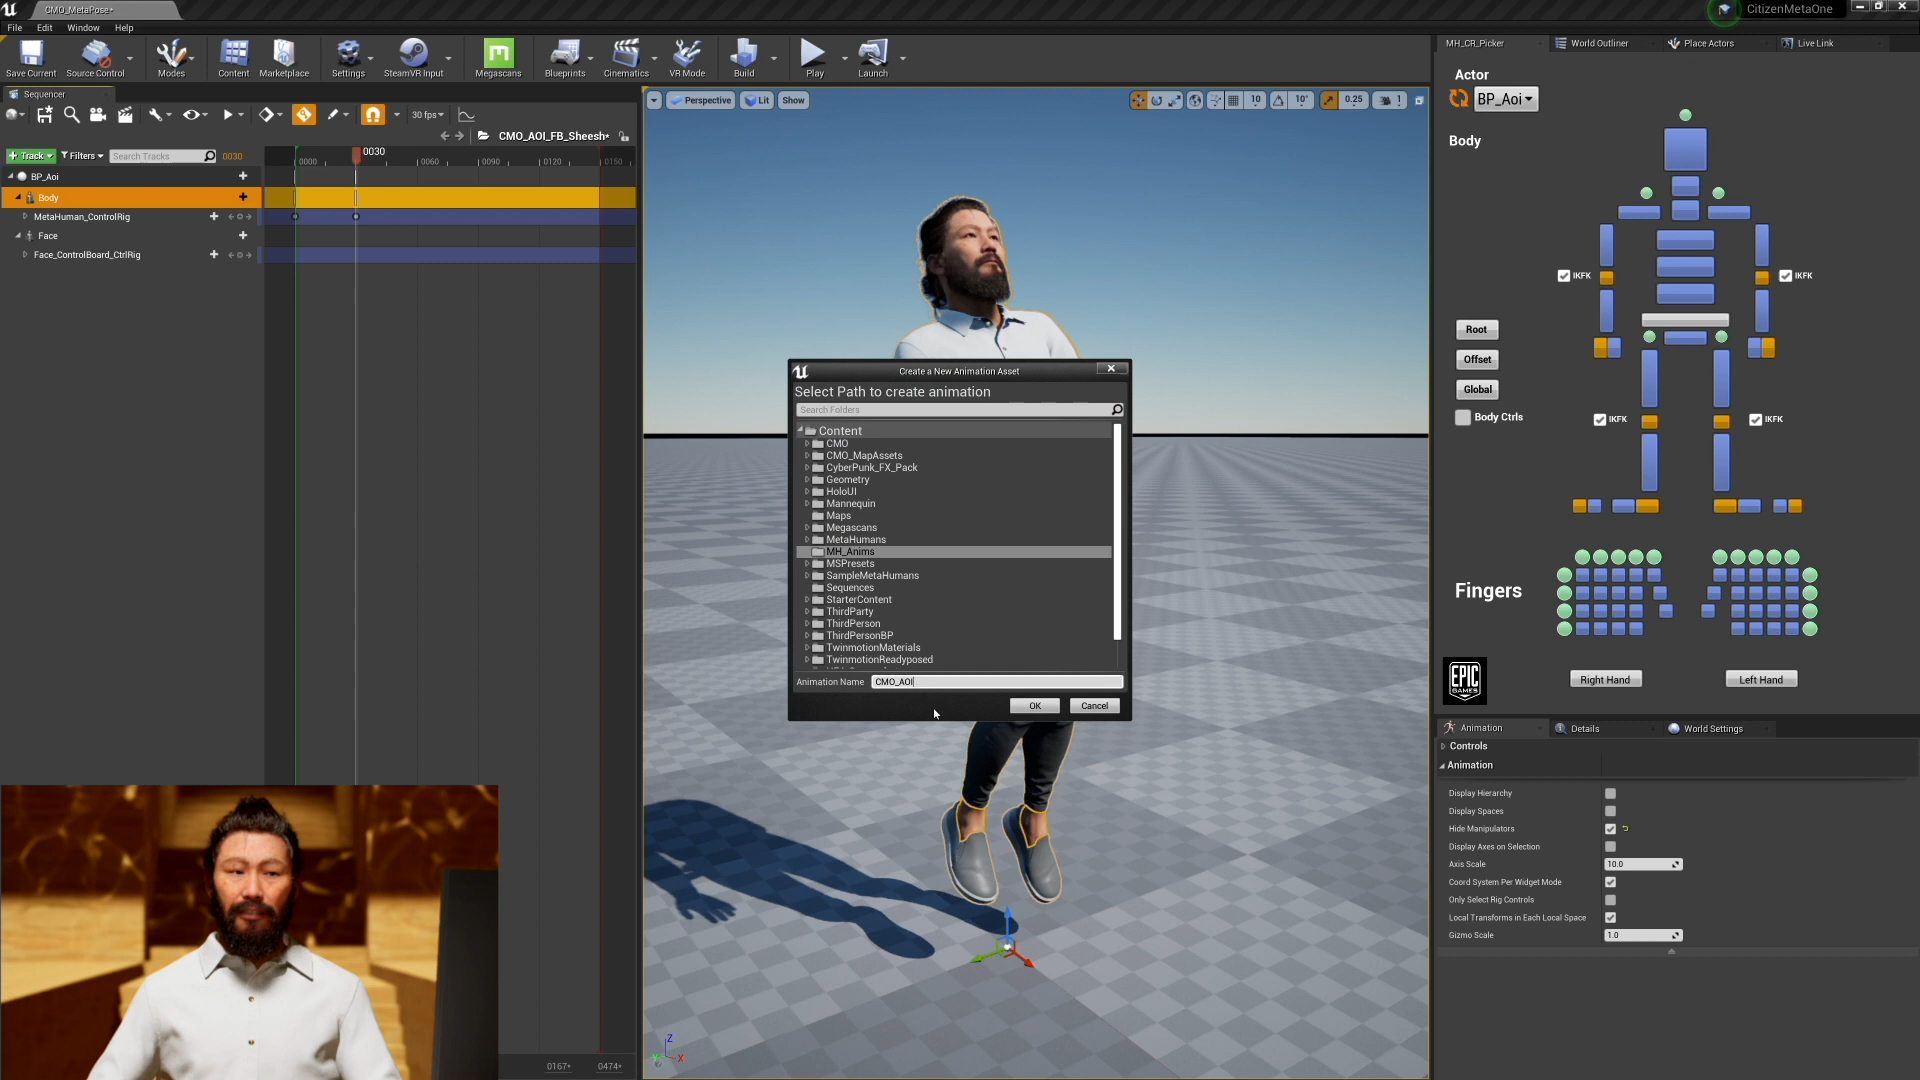 CMO_MetaPose*
CitizenMetaOne
File Edit Window Help
Save Current Source Control Modes Content Marketplace Settings SteamVR Input Megascans Blueprints Cinematics VR Mode Build Play Launch
MH_CR_Picker World Outliner Place Actors Live Link
Sequencer
30 fps
CMO_AOI_FB_Sheesh*
Track Filters Search Tracks 0030
0030
0000 0060 0090 0120 0150
BP_Aoi
Body
MetaHuman_ControlRig
Face
Face_ControlBoard_CtrlRig
0167+ 0474+
Perspective Lit Show 10 10° 0.25 1
Create a New Animation Asset
Select Path to create animation
Search Folders
Content
CMO
CMO_MapAssets
CyberPunk_FX_Pack
Geometry
HoloUI
Mannequin
Maps
Megascans
MetaHumans
MH_Anims
MSPresets
SampleMetaHumans
Sequences
StarterContent
ThirdParty
ThirdPerson
ThirdPersonBP
TwinmotionMaterials
TwinmotionReadyposed
Animation Name CMO_AOI
OK Cancel
Z
Y X
Actor
BP_Aoi
Body
IKFK IKFK
Root
Offset
Global
Body Ctrls
IKFK IKFK
Fingers
EPIC
GAMES
Right Hand Left Hand
Animation Details World Settings
Controls
Animation
Display Hierarchy
Display Spaces
Hide Manipulators
Display Axes on Selection
Axis Scale 10.0
Coord System Per Widget Mode
Only Select Rig Controls
Local Transforms in Each Local Space
Gizmo Scale 1.0